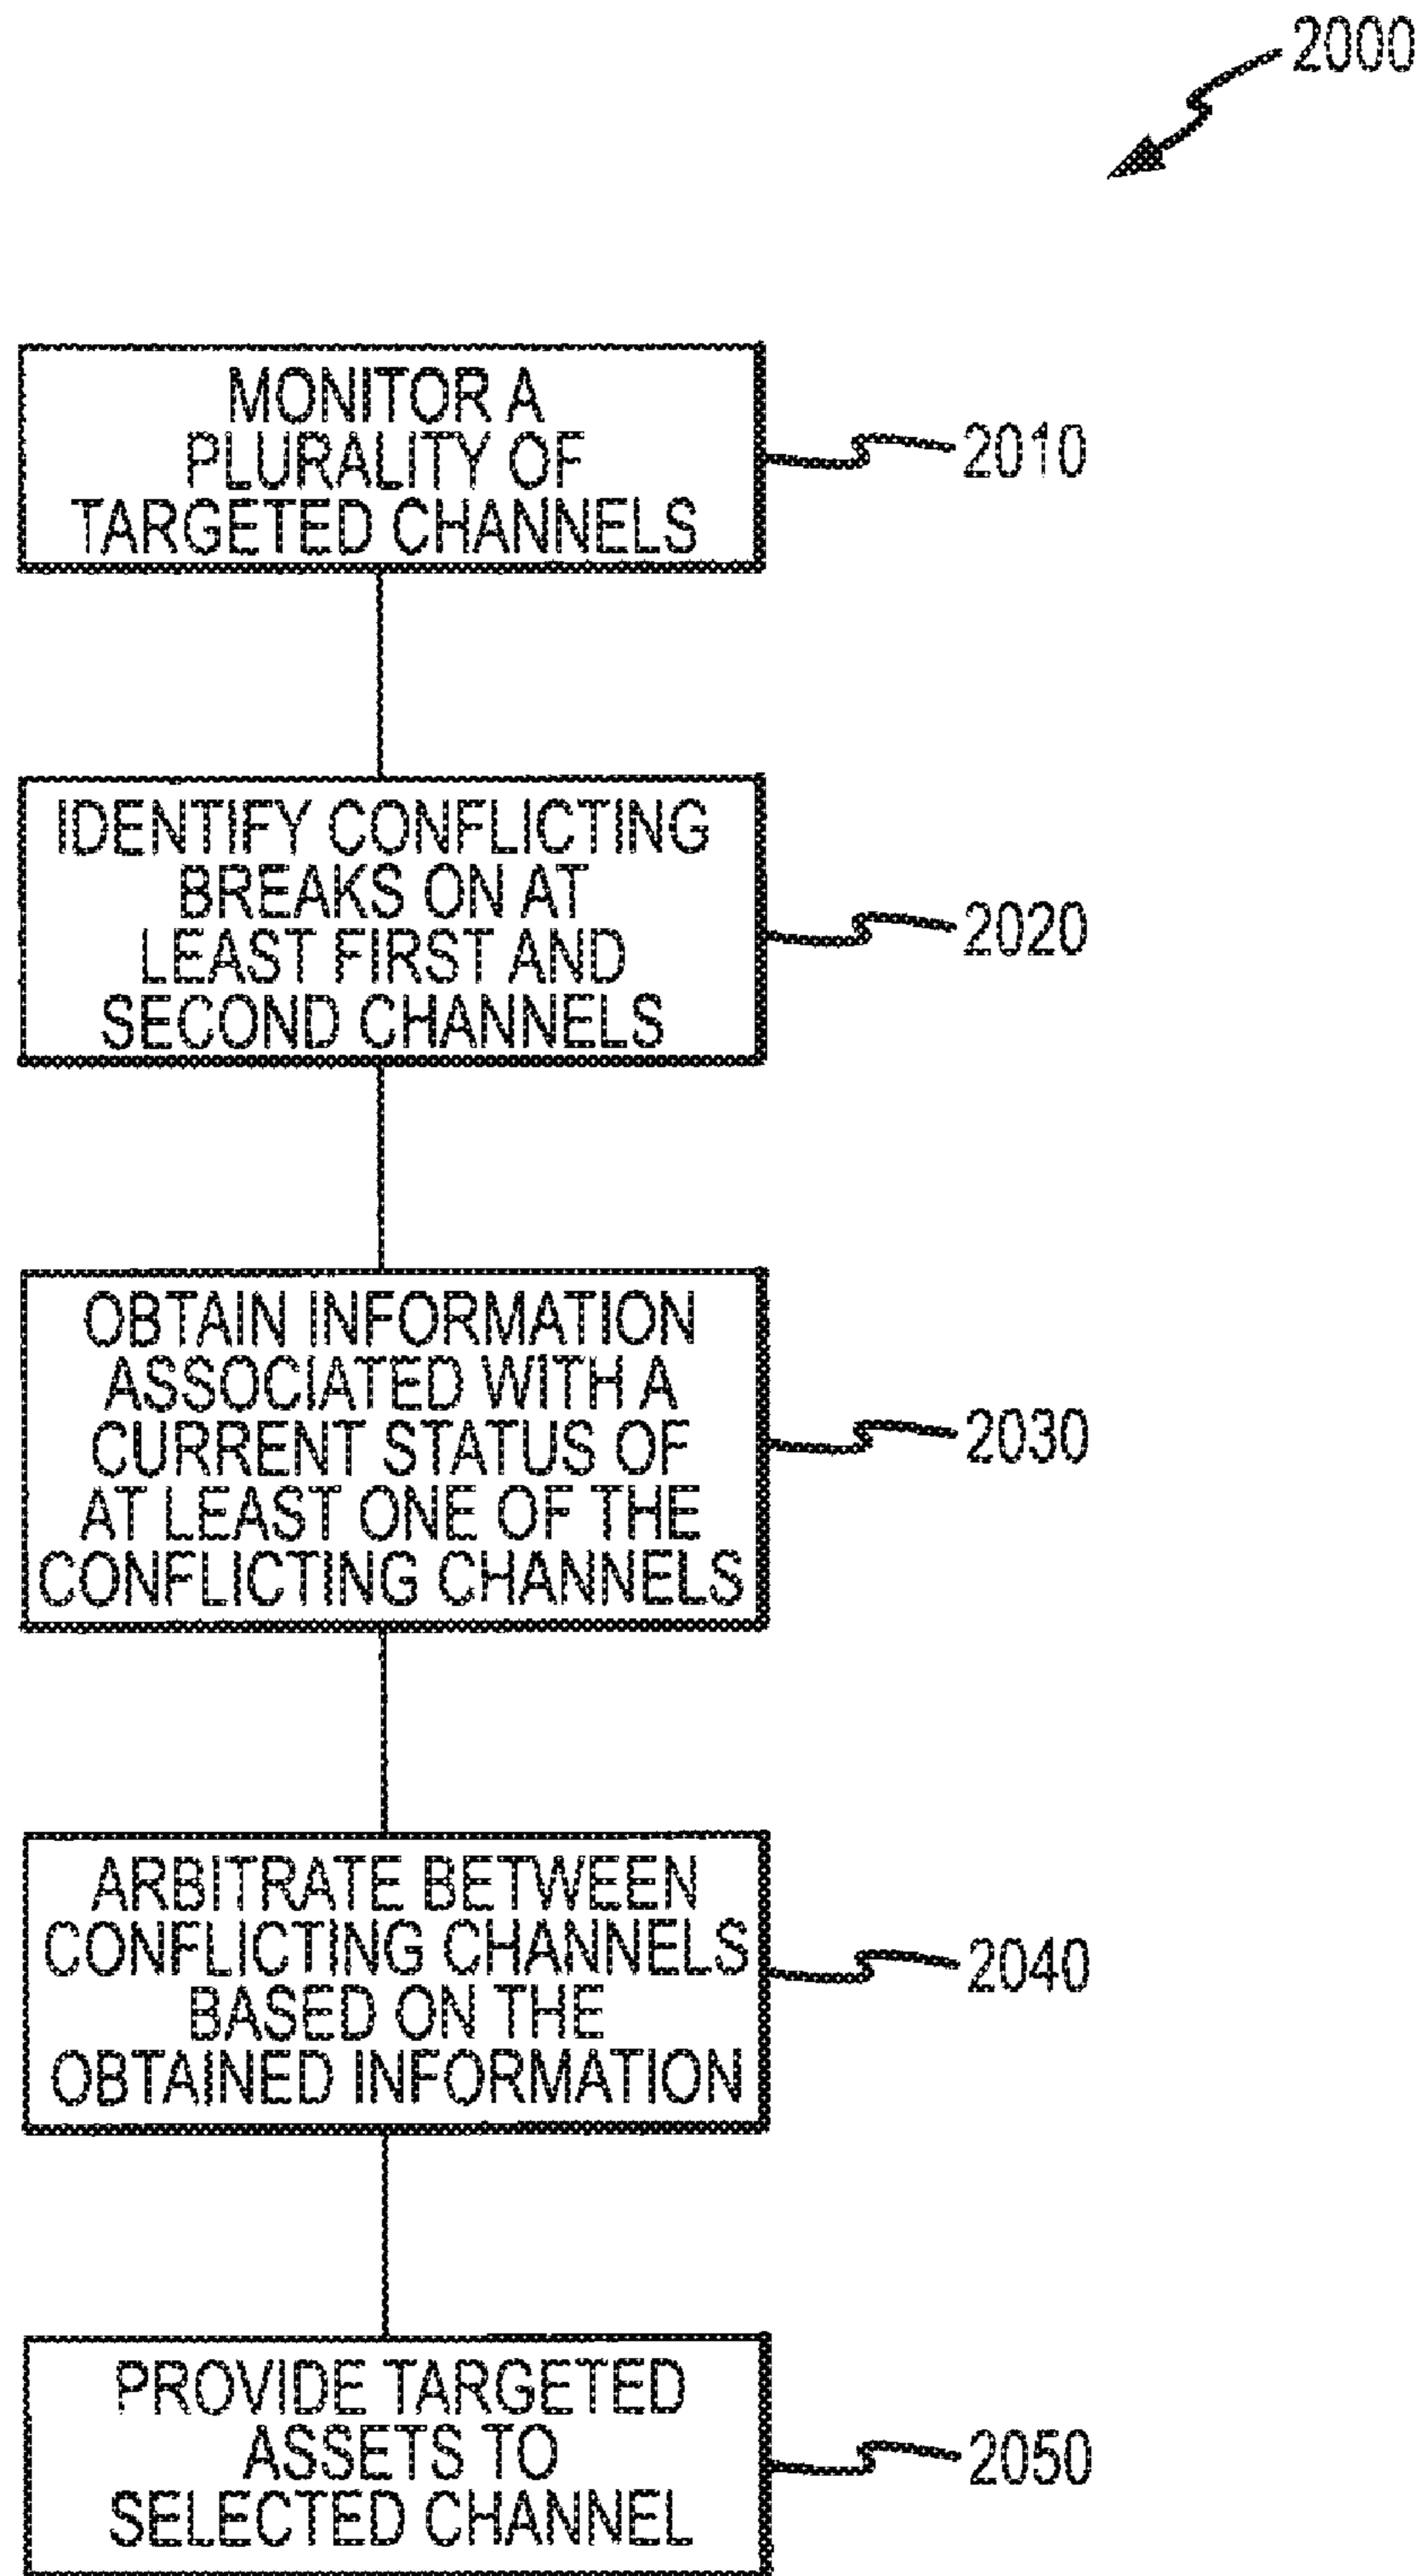 2000
MONITOR A
PLURALITY OF
TARGETED CHANNELS
2010
IDENTIFY CONFLICTING
BREAKS ON AT
LEAST FIRST AND
SECOND CHANNELS
2020
OBTAIN INFORMATION
ASSOCIATED WITH A
CURRENT STATUS OF
AT LEAST ONE OF THE
CONFLICTING CHANNELS
2030
ARBITRATE BETWEEN
CONFLICTING CHANNELS
BASED ON THE
OBTAINED INFORMATION
2040
PROVIDE TARGETED
ASSETS TO
SELECTED CHANNEL
2050